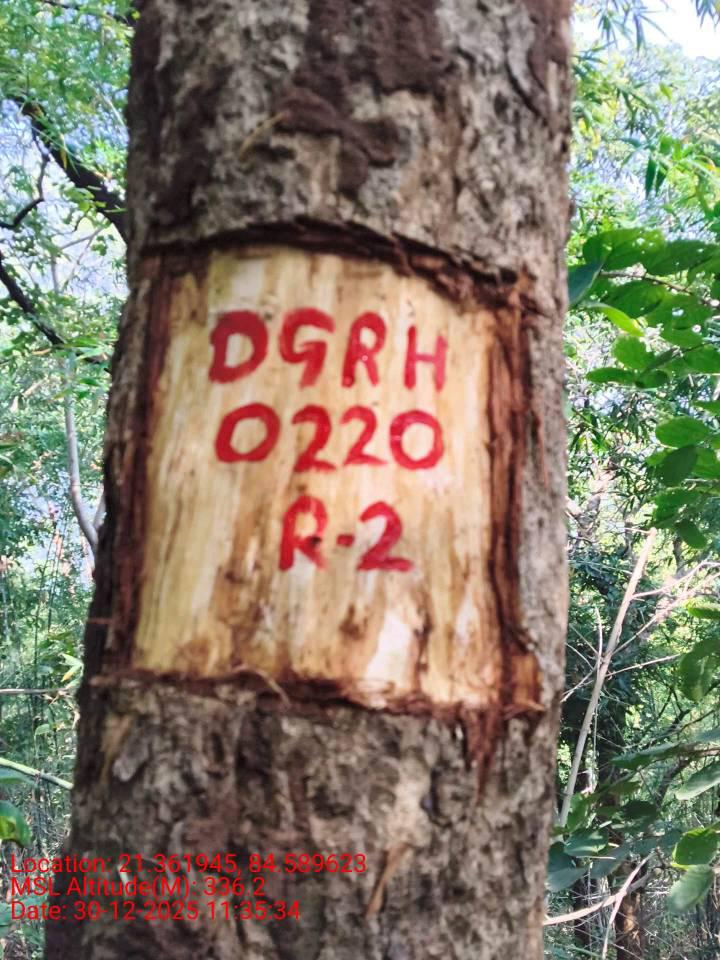 DGRH
0220
R-2
Location: 21.361945, 84.589623
MSL Altitude(M): 336.2
Date: 30-12-2025 11:35:34